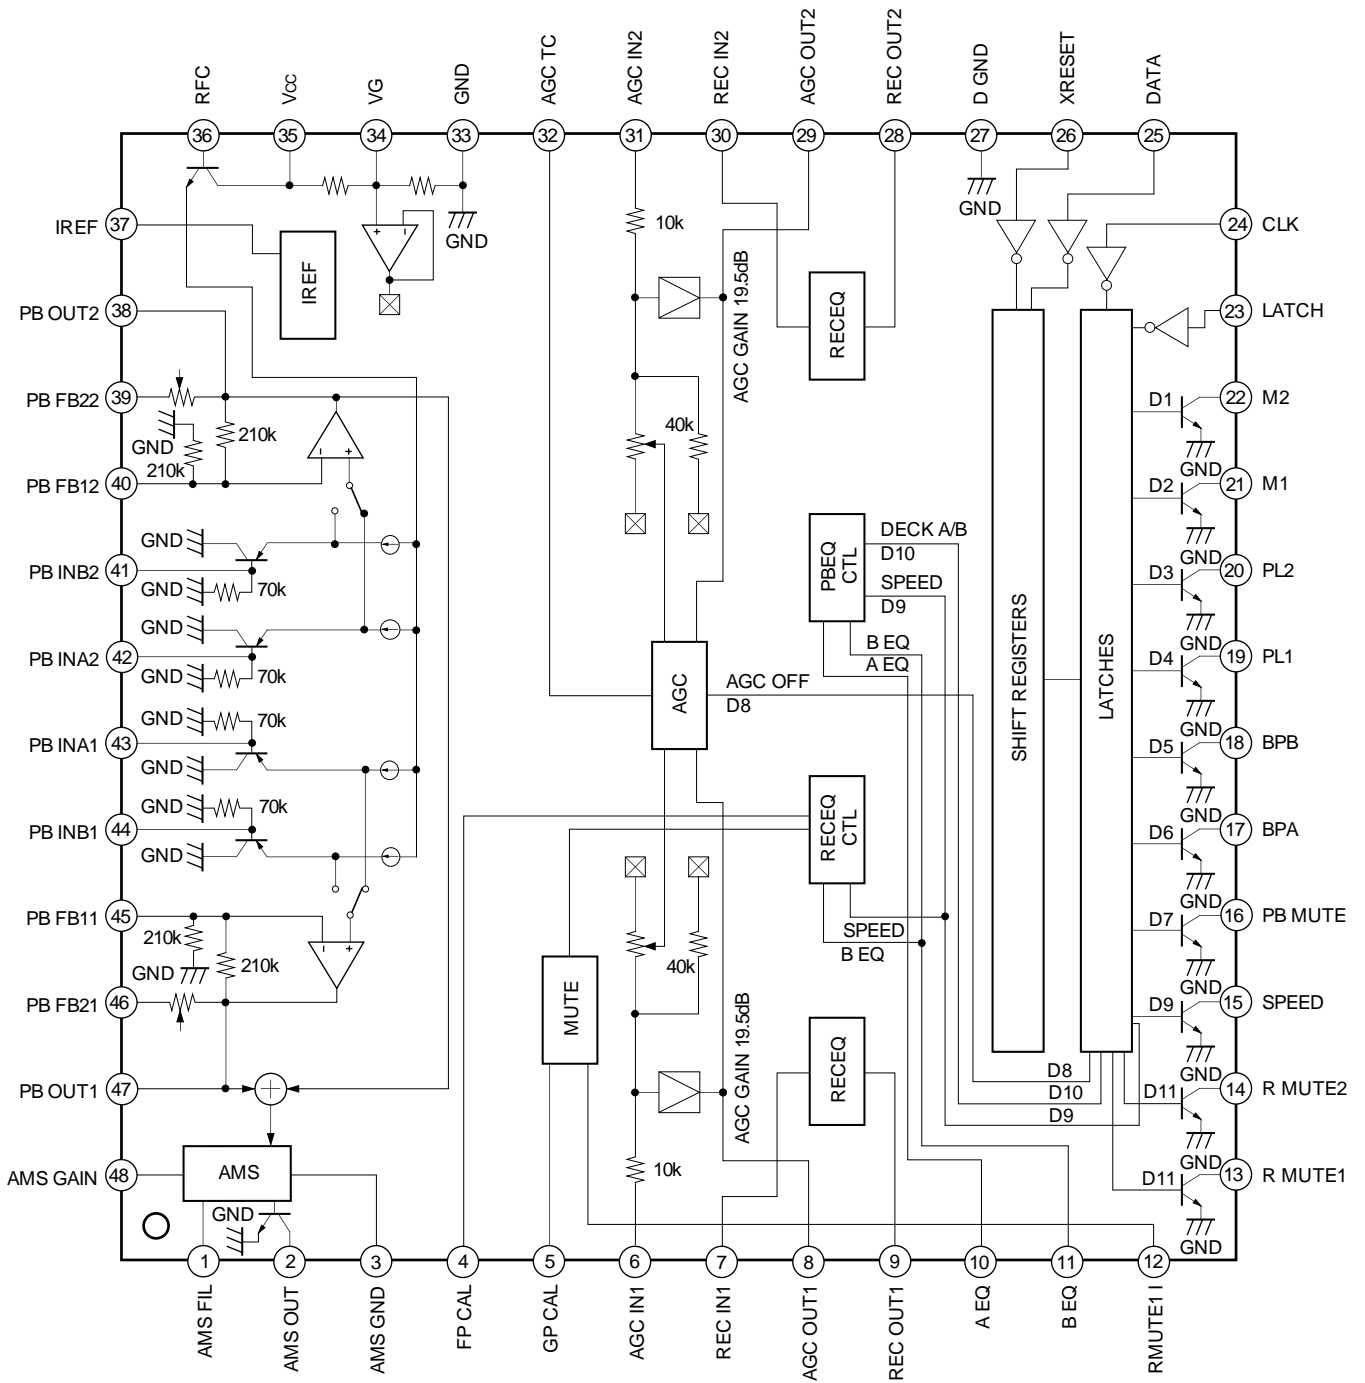 RFC
Vcc
VG
GND
AGC TC
AGC IN2
REC IN2
AGC OUT2
REC OUT2
D GND
XRESET
DATA
36
35
34
33
32
31
30
29
28
27
26
25
IREF
37
PB OUT2
38
PB FB22
39
PB FB12
40
PB INB2
41
PB INA2
42
PB INA1
43
PB INB1
44
PB FB11
45
PB FB21
46
PB OUT1
47
AMS GAIN
48
24
CLK
23
LATCH
22
M2
21
M1
20
PL2
19
PL1
18
BPB
17
BPA
16
PB MUTE
15
SPEED
14
R MUTE2
13
R MUTE1
GND
IREF
+
-
10k
AGC GAIN 19.5dB
RECEQ
GND
GND
210k
210k
-
+
40k
GND
GND
70k
GND
GND
70k
GND
70k
GND
GND
70k
GND
PBEQ
CTL
DECK A/B
D10
SPEED
D9
B EQ
A EQ
AGC
AGC OFF
D8
SHIFT REGISTERS
LATCHES
D1
GND
D2
GND
D3
GND
D4
GND
D5
GND
D6
GND
D7
GND
D9
GND
D11
GND
D11
GND
RECEQ
CTL
SPEED
B EQ
210k
GND
210k
-
+
MUTE
40k
AGC GAIN 19.5dB
10k
RECEQ
D8
D10
D9
+
AMS
GND
1
2
3
4
5
6
7
8
9
10
11
12
AMS FIL
AMS OUT
AMS GND
FP CAL
GP CAL
AGC IN1
REC IN1
AGC OUT1
REC OUT1
A EQ
B EQ
RMUTE1 I